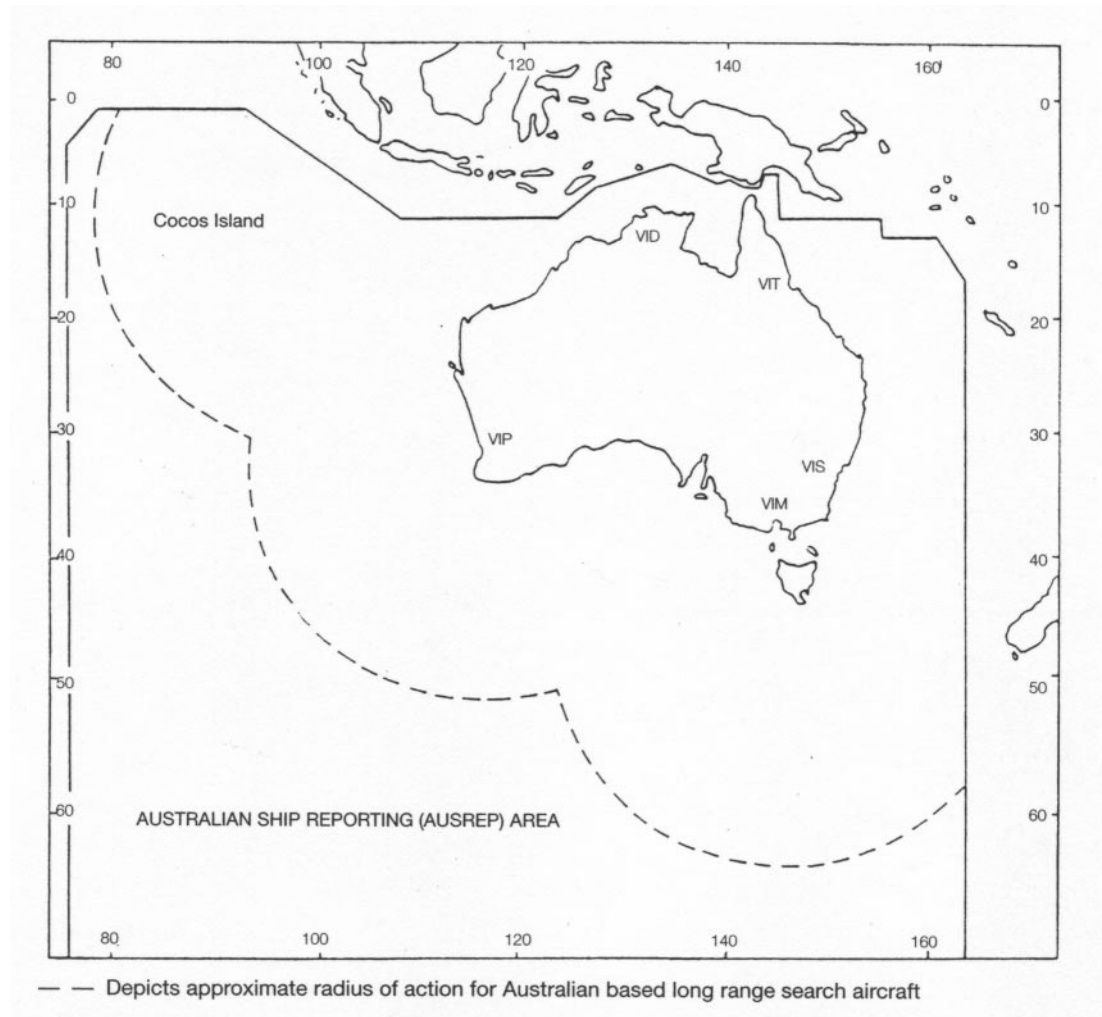 80 100 120 140 160
0 0
10 10
Cocos Island
VID
VIT
20 20
30 30
VIP
VIS
VIM
40 40
50 50
60 60
AUSTRALIAN SHIP REPORTING (AUSREP) AREA
80 100 120 140 160
— — Depicts approximate radius of action for Australian based long range search aircraft